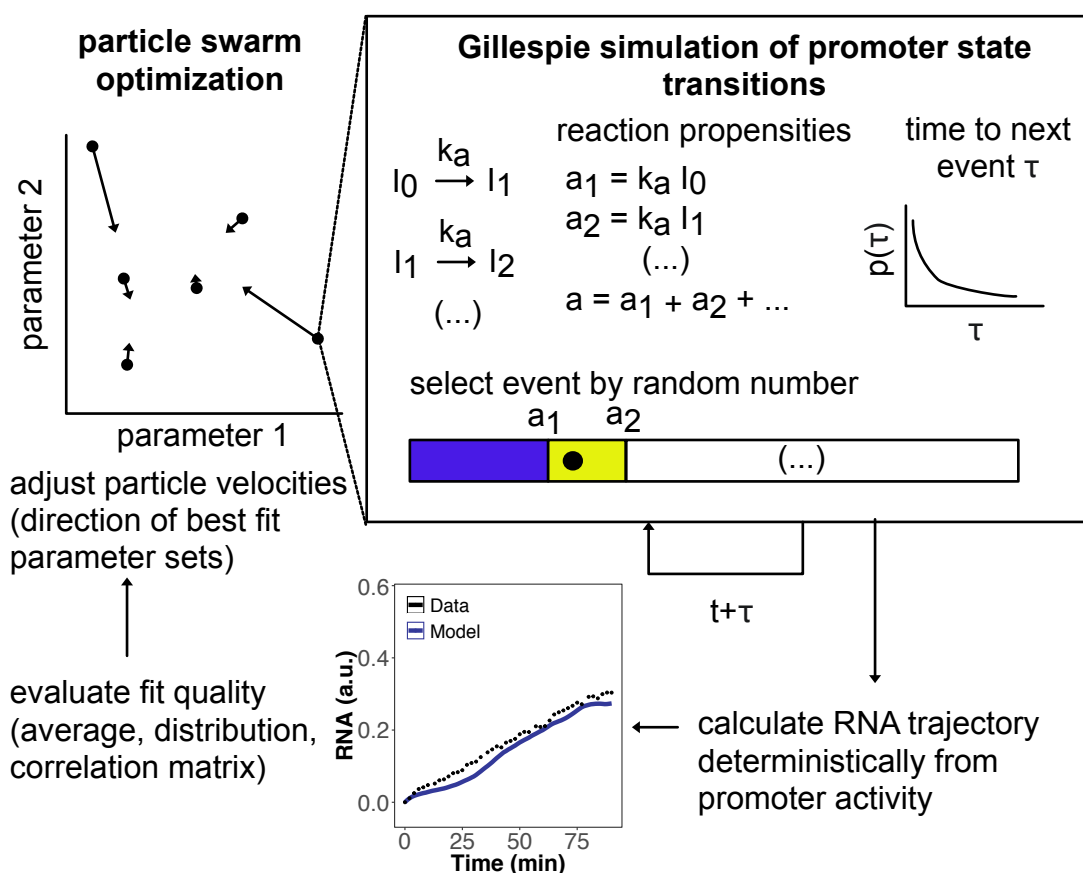 particle swarm
optimization
parameter 2
parameter 1
adjust particle velocities
(direction of best fit
parameter sets)
evaluate fit quality
(average, distribution,
correlation matrix)
Gillespie simulation of promoter state
transitions
I0 ka I1
I1 ka I2
(...)
reaction propensities
a1 = ka I0
a2 = ka I1
(...)
a = a1 + a2 + ...
time to next
event τ
p(τ)
τ
select event by random number
a1 a2
(...)
t+τ
calculate RNA trajectory
deterministically from
promoter activity
RNA (a.u.)
0.6
0.4
0.2
0.0
Data
Model
0 25 50 75
Time (min)